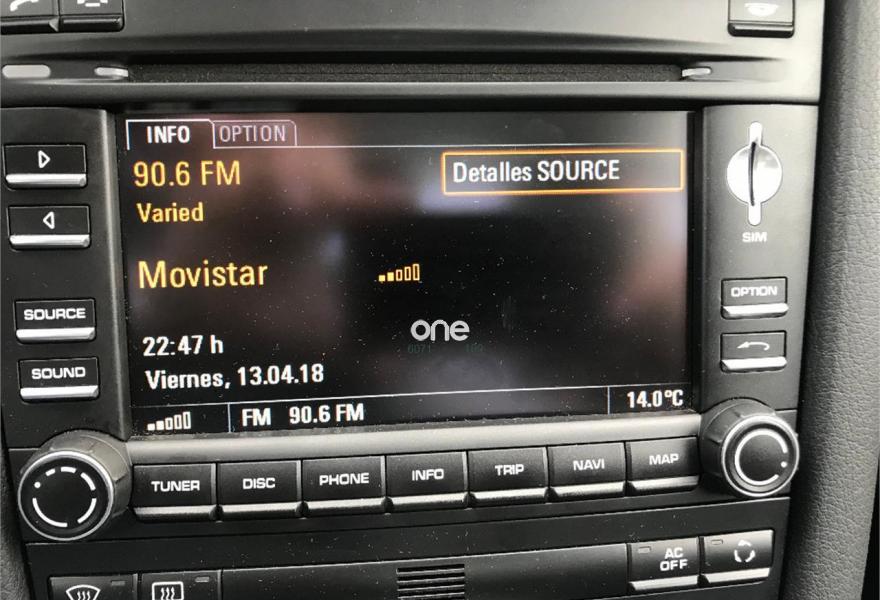 INFO OPTION
90.6 FM
Detalles SOURCE
Varied
Movistar
one
22:47 h
Viernes, 13.04.18
FM 90.6 FM
14.0°C
SOURCE
SOUND
SIM
OPTION
TUNER DISC PHONE INFO TRIP NAVI MAP
AC
OFF